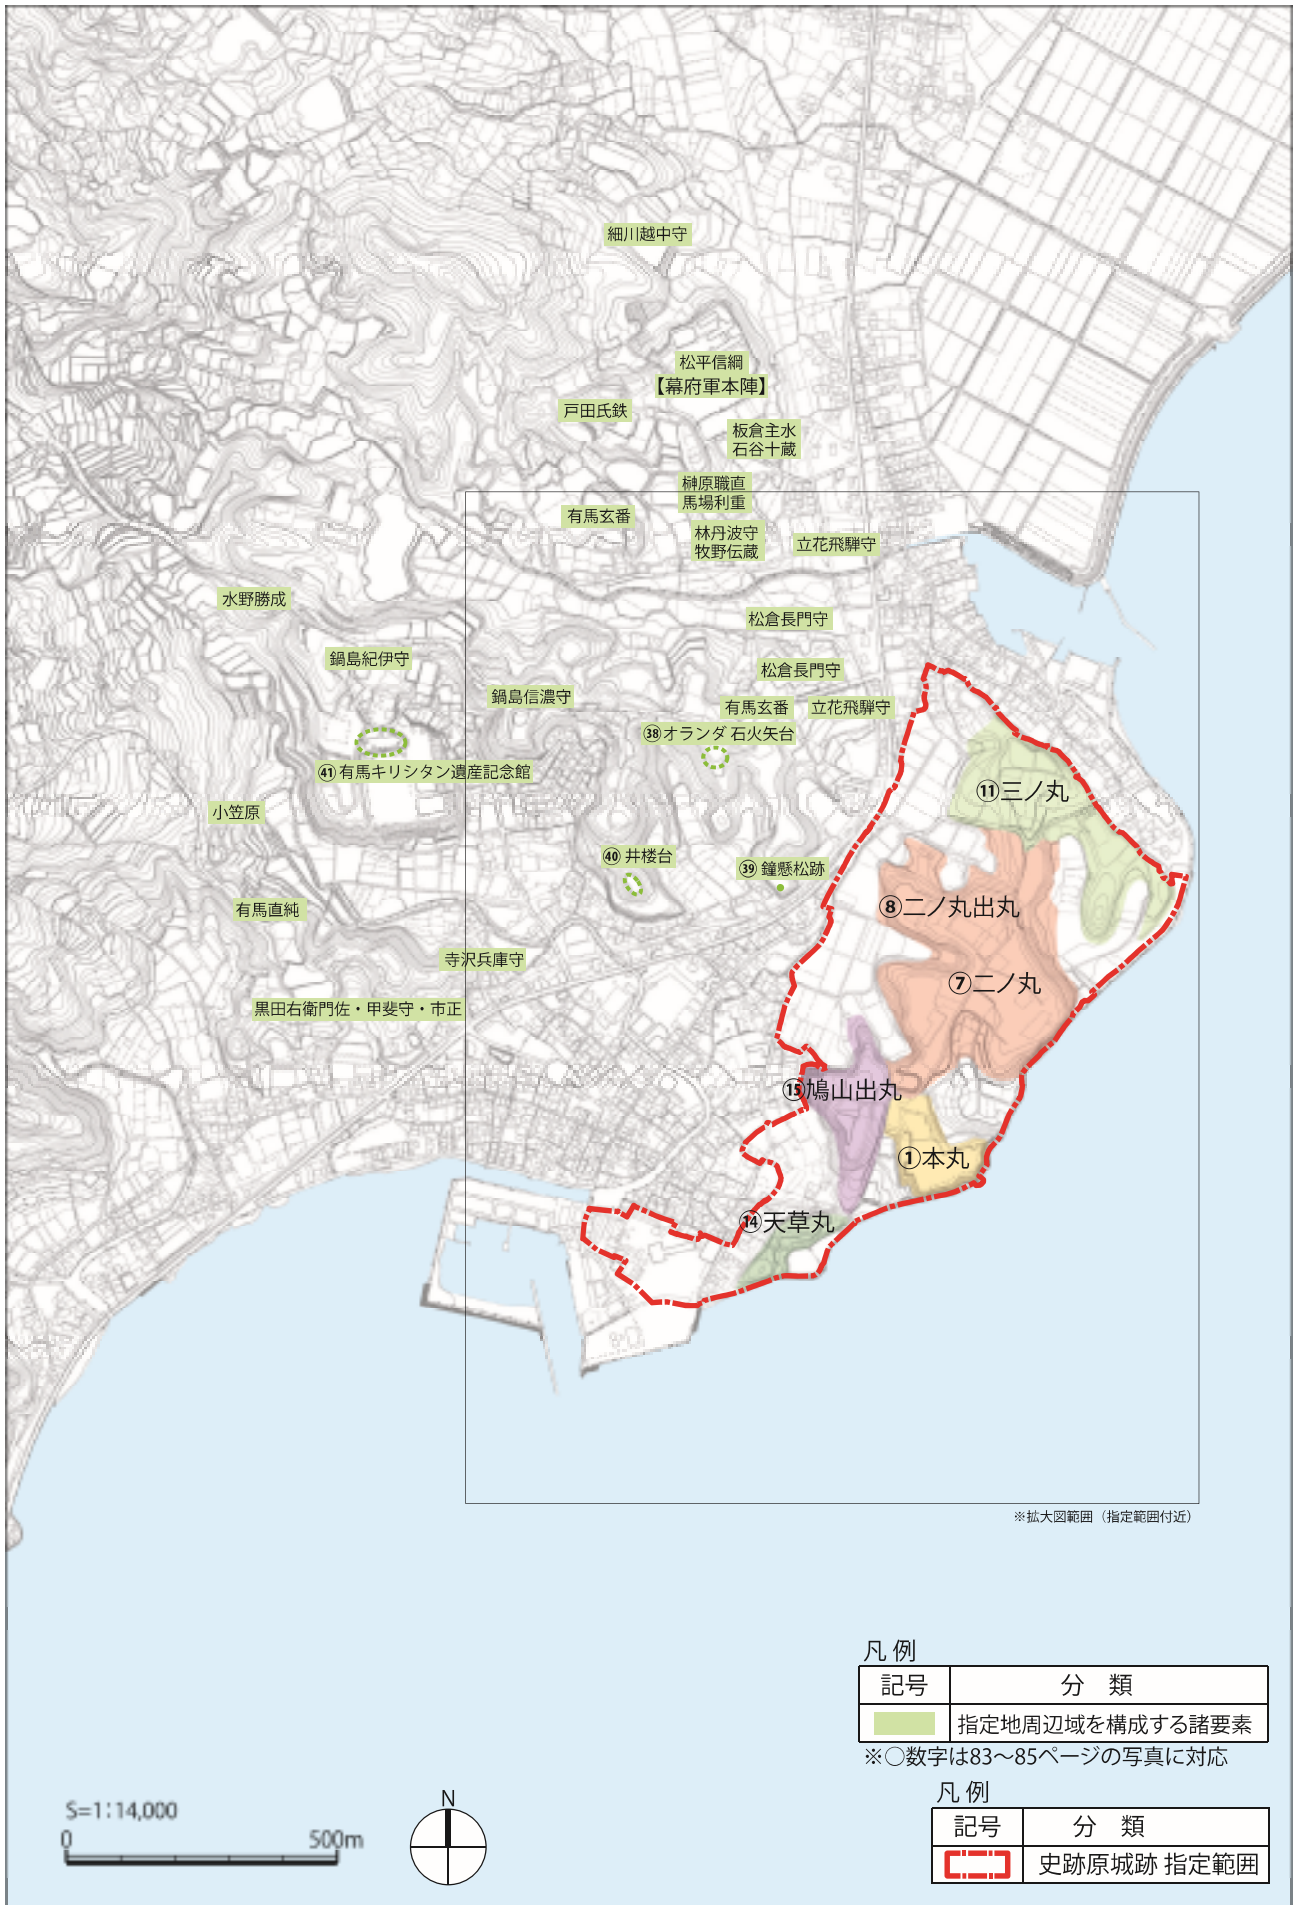 細川越中守
松平信綱
【幕府軍本陣】
戸田氏鉄
板倉主水
石谷十蔵
榊原職直
馬場利重
有馬玄番
林丹波守
牧野伝蔵
立花飛騨守
水野勝成
松倉長門守
鍋島紀伊守
松倉長門守
鍋島信濃守
有馬玄番
立花飛騨守
㊳オランダ石火矢台
㊶有馬キリシタン遺産記念館
⑪三ノ丸
小笠原
㊵井楼台
㊴鐘懸松跡
⑧二ノ丸出丸
有馬直純
寺沢兵庫守
⑦二ノ丸
黒田右衛門佐・甲斐守・市正
⑮鳩山出丸
①本丸
⑭天草丸
※拡大図範囲（指定範囲付近）
凡例
記号 分類
指定地周辺域を構成する諸要素
※○数字は83～85ページの写真に対応
凡例
記号 分類
史跡原城跡 指定範囲
S=1:14,000
0 500m
N